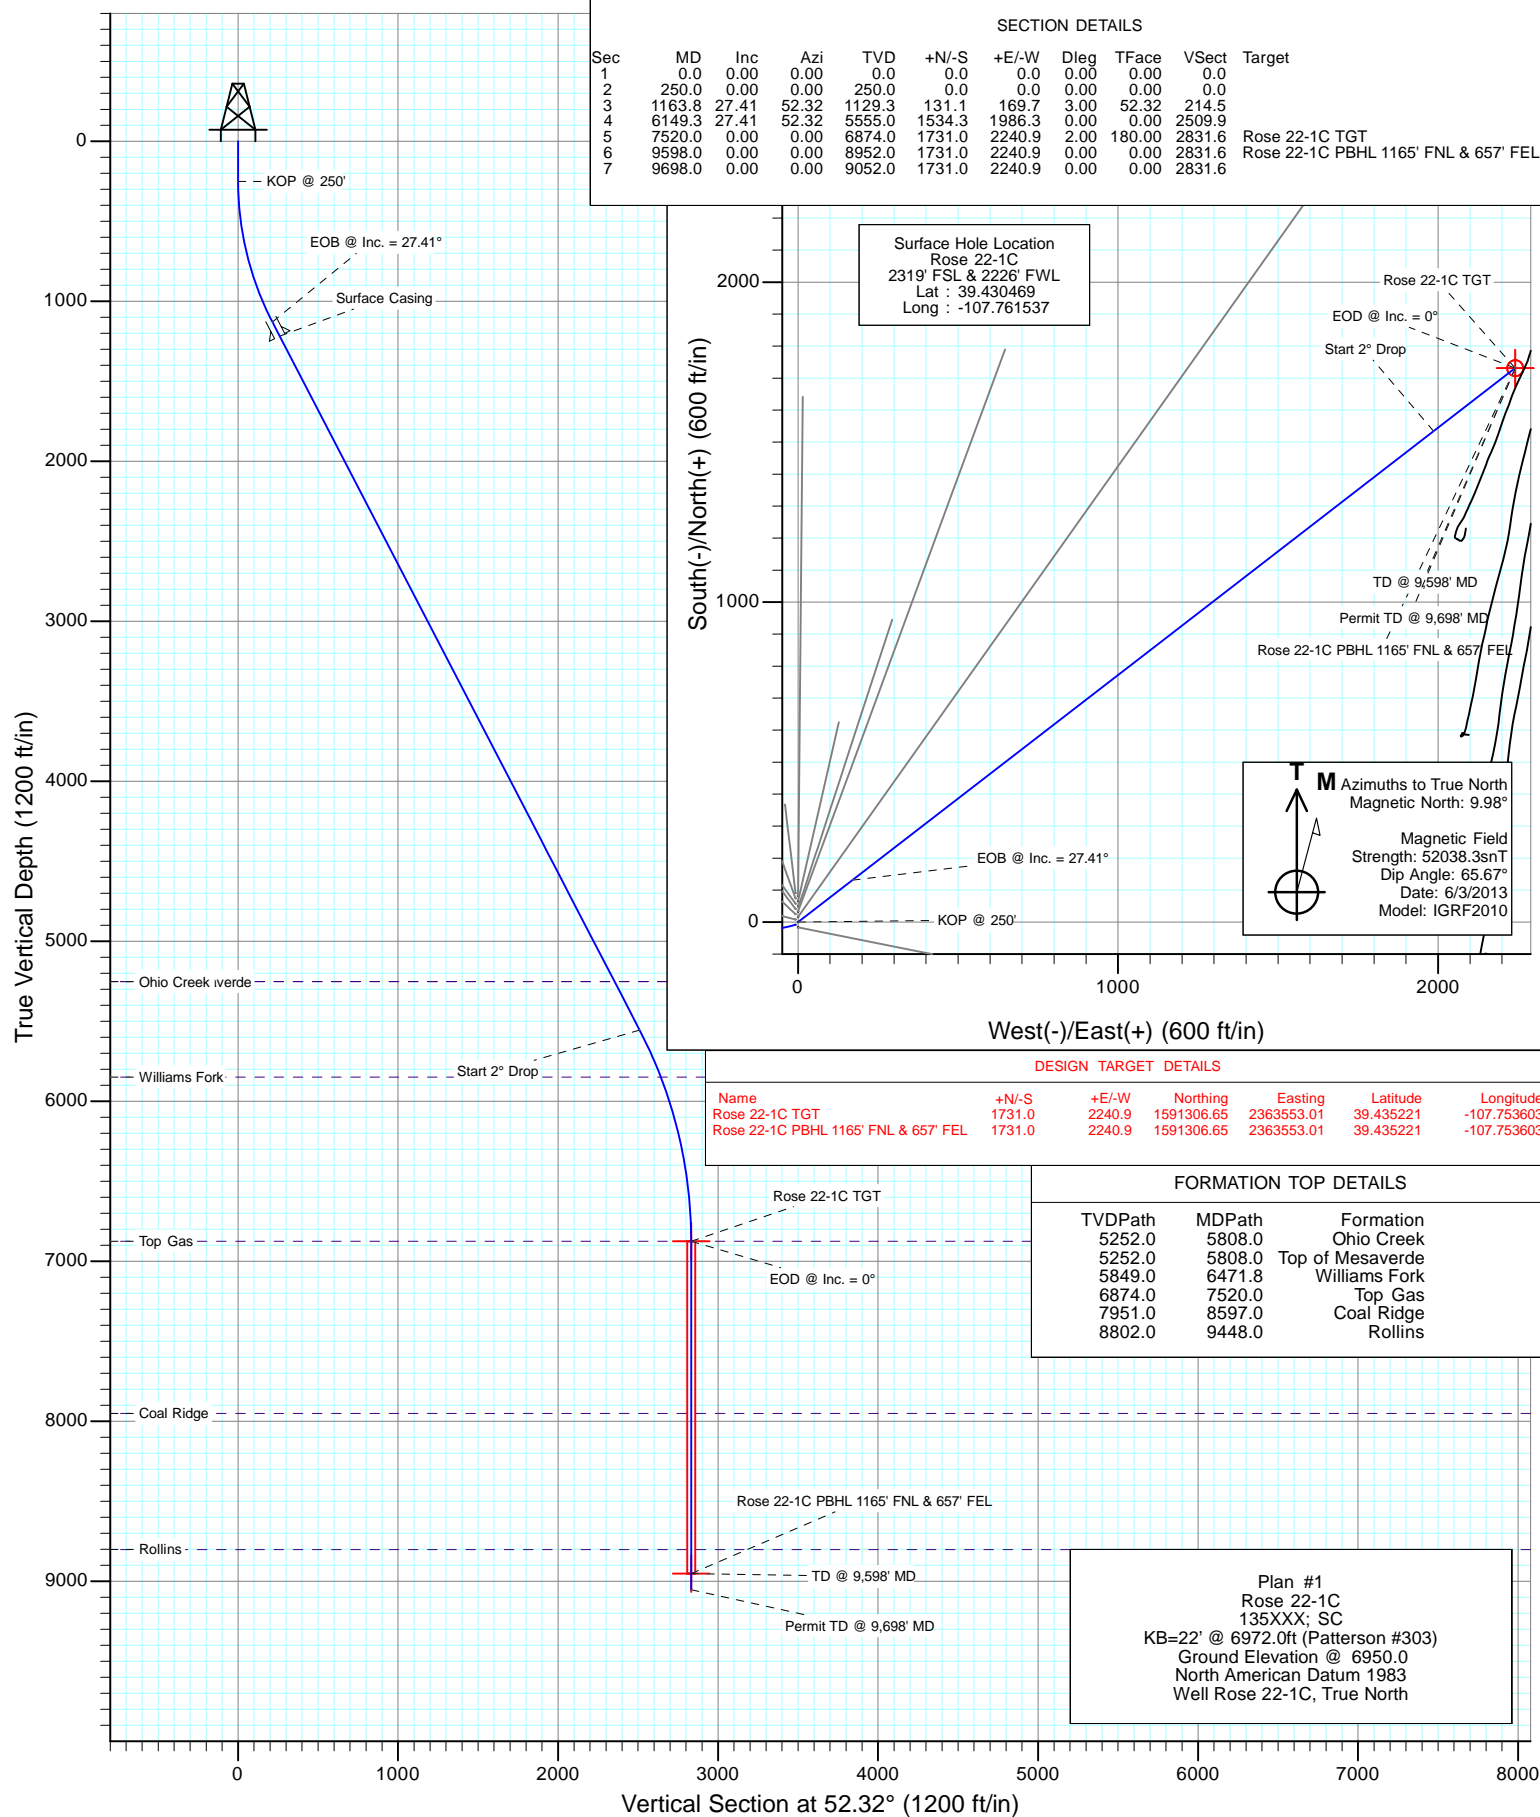 SECTION DETAILS
Sec MD Inc Azi TVD +N/-S +E/-W Dleg TFace VSect Target
1 0.0 0.00 0.00 0.0 0.0 0.0 0.00 0.00 0.0
2 250.0 0.00 0.00 250.0 0.0 0.0 0.00 0.00 0.0
3 1163.8 27.41 52.32 1129.3 131.1 169.7 3.00 52.32 214.5
4 6149.3 27.41 52.32 5555.0 1534.3 1986.3 0.00 0.00 2509.9
5 7520.0 0.00 0.00 6874.0 1731.0 2240.9 2.00 180.00 2831.6 Rose 22-1C TGT
6 9598.0 0.00 0.00 8952.0 1731.0 2240.9 0.00 0.00 2831.6 Rose 22-1C PBHL 1165' FNL & 657' FEL
7 9698.0 0.00 0.00 9052.0 1731.0 2240.9 0.00 0.00 2831.6
0
1000
2000
3000
4000
5000
6000
7000
8000
9000
True Vertical Depth (1200 ft/in)
KOP @ 250'
EOB @ Inc. = 27.41°
Surface Casing
Ohio Creek verde
Start 2° Drop
Williams Fork
Rose 22-1C TGT
Top Gas
EOD @ Inc. = 0°
Coal Ridge
Rose 22-1C PBHL 1165' FNL & 657' FEL
Rollins
TD @ 9,598' MD
Permit TD @ 9,698' MD
0 1000 2000 3000 4000 5000 6000 7000 8000
Vertical Section at 52.32° (1200 ft/in)
Surface Hole Location
Rose 22-1C
2319' FSL & 2226' FWL
Lat : 39.430469
Long : -107.761537
2000
1000
0
South(-)/North(+) (600 ft/in)
Rose 22-1C TGT
EOD @ Inc. = 0°
Start 2° Drop
TD @ 9,598' MD
Permit TD @ 9,698' MD
Rose 22-1C PBHL 1165' FNL & 657' FEL
EOB @ Inc. = 27.41°
KOP @ 250'
T M
Azimuths to True North
Magnetic North: 9.98°
Magnetic Field
Strength: 52038.3snT
Dip Angle: 65.67°
Date: 6/3/2013
Model: IGRF2010
0 1000 2000
West(-)/East(+) (600 ft/in)
DESIGN TARGET DETAILS
Name +N/-S +E/-W Northing Easting Latitude Longitude
Rose 22-1C TGT 1731.0 2240.9 1591306.65 2363553.01 39.435221 -107.753603
Rose 22-1C PBHL 1165' FNL & 657' FEL 1731.0 2240.9 1591306.65 2363553.01 39.435221 -107.753603
FORMATION TOP DETAILS
TVDPath MDPath Formation
5252.0 5808.0 Ohio Creek
5252.0 5808.0 Top of Mesaverde
5849.0 6471.8 Williams Fork
6874.0 7520.0 Top Gas
7951.0 8597.0 Coal Ridge
8802.0 9448.0 Rollins
Plan #1
Rose 22-1C
135XXX; SC
KB=22' @ 6972.0ft (Patterson #303)
Ground Elevation @ 6950.0
North American Datum 1983
Well Rose 22-1C, True North